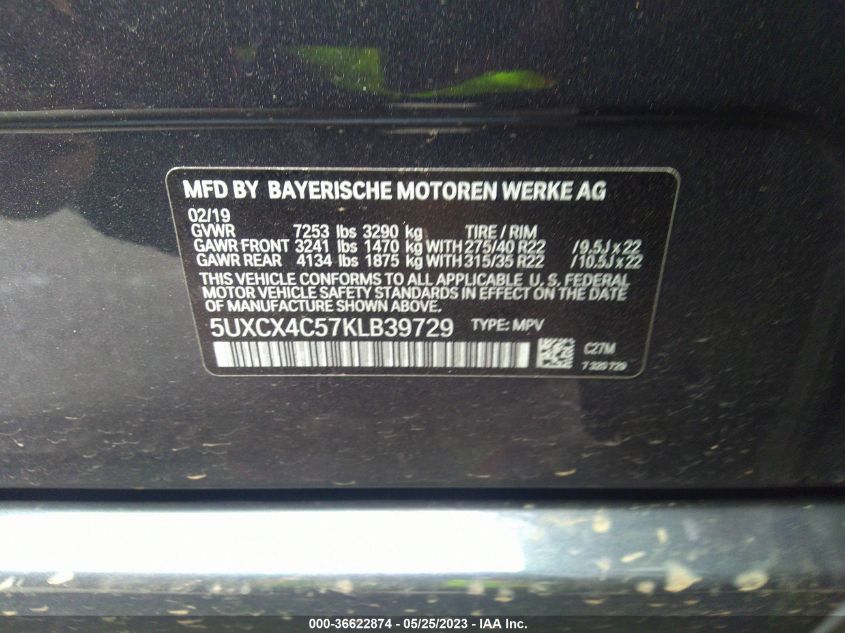 MFD BY BAYERISCHE MOTOREN WERKE AG
02/19
GVWR 7253 lbs 3290 kg TIRE / RIM
GAWR FRONT 3241 lbs 1470 kg WITH 275/40 R22 / 9.5J x 22
GAWR REAR 4134 lbs 1875 kg WITH 315/35 R22 / 10.5J x 22
THIS VEHICLE CONFORMS TO ALL APPLICABLE U. S. FEDERAL
MOTOR VEHICLE SAFETY STANDARDS IN EFFECT ON THE DATE
OF MANUFACTURE SHOWN ABOVE.
5UXCX4C57KLB39729 TYPE: MPV
C27M
7 320 729
000-36622874 - 05/25/2023 - IAA Inc.